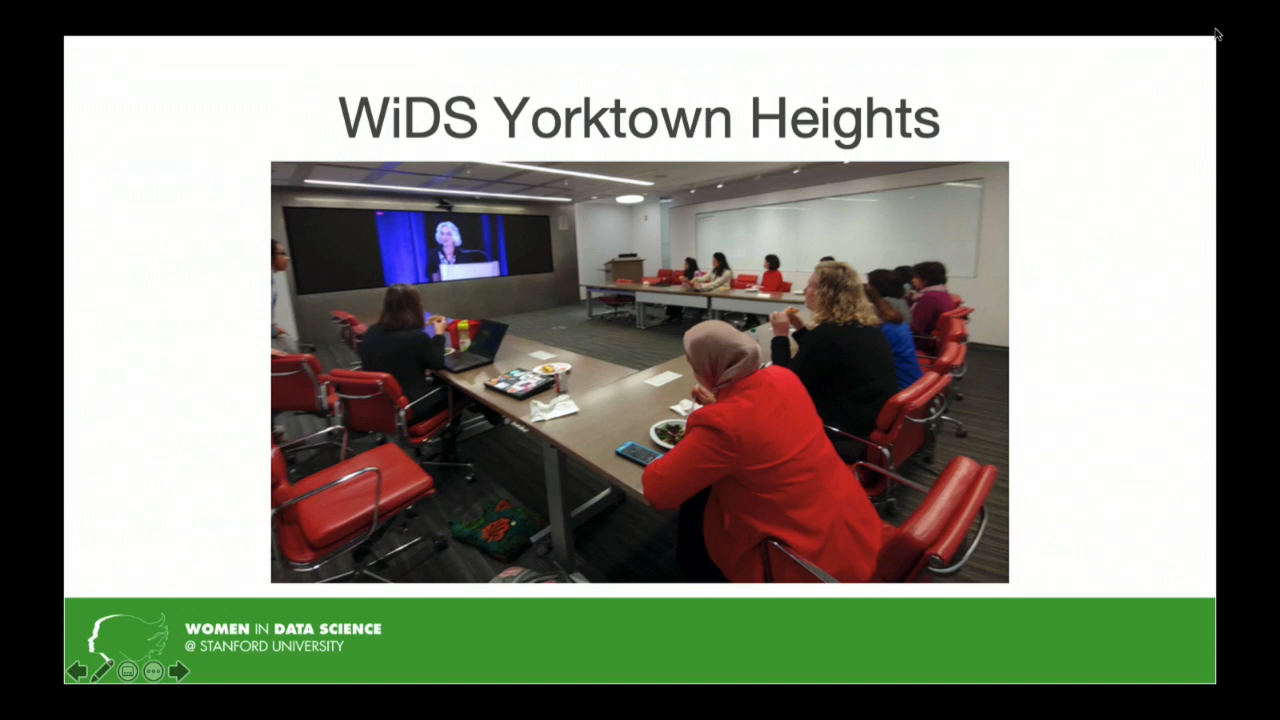 WiDS Yorktown Heights
WOMEN IN DATA SCIENCE
@ STANFORD UNIVERSITY